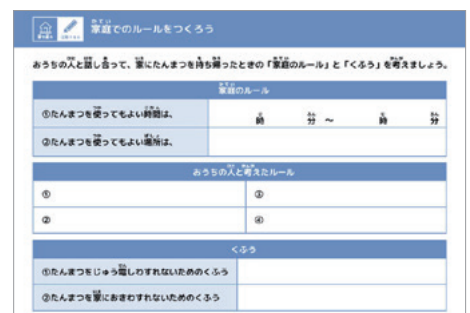 家庭でのルールをつくろう
おうちの人と話し合って、家にたんまつを持ち帰ったときの「家庭のルール」と「くふう」を考えましょう。
家庭のルール
①たんまつを使ってもよい時間は、 時 分 ~ 時 分
②たんまつを使ってもよい場所は、
おうちの人と考えたルール
① ③
② ④
くふう
①たんまつをじゅう電しわすれないためのくふう
②たんまつを家におきわすれないためのくふう